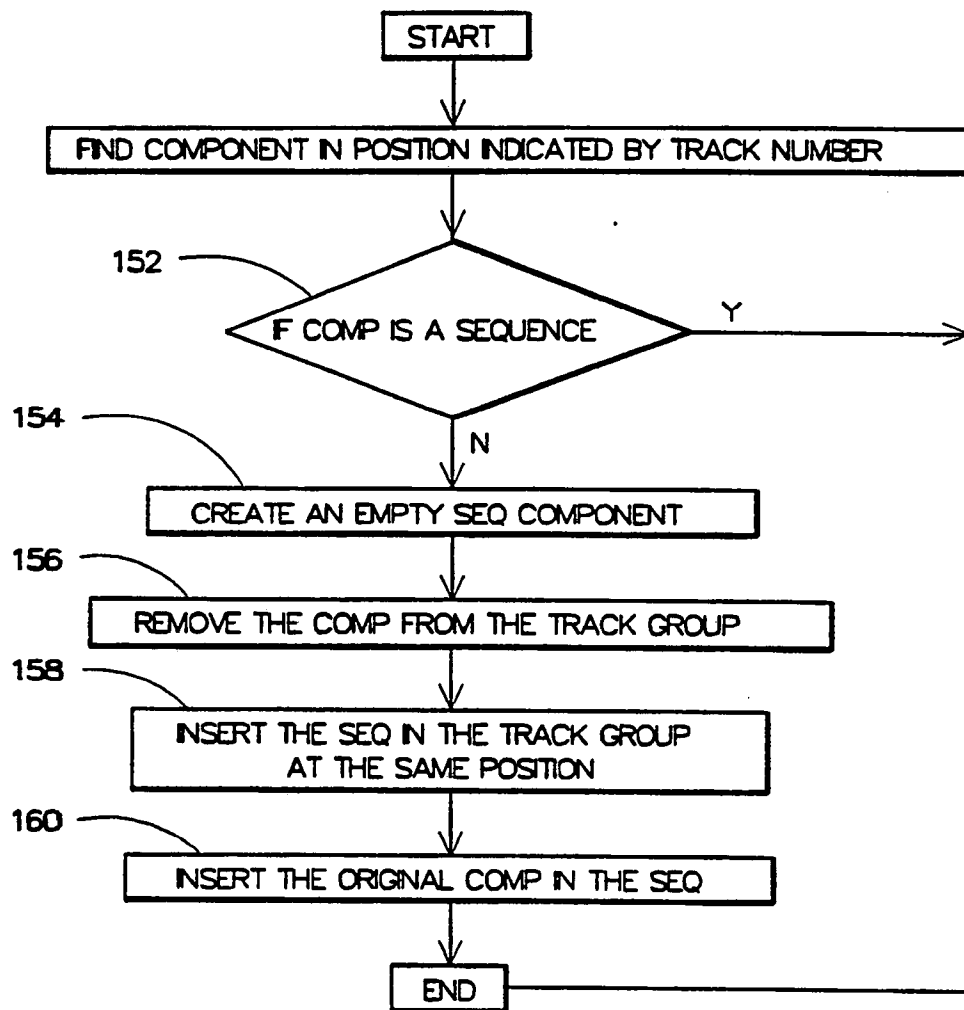 START
FIND COMPONENT IN POSITION INDICATED BY TRACK NUMBER
152
IF COMP IS A SEQUENCE
Y
154
N
CREATE AN EMPTY SEQ COMPONENT
156
REMOVE THE COMP FROM THE TRACK GROUP
158
INSERT THE SEQ IN THE TRACK GROUP
AT THE SAME POSITION
160
INSERT THE ORIGINAL COMP IN THE SEQ
END